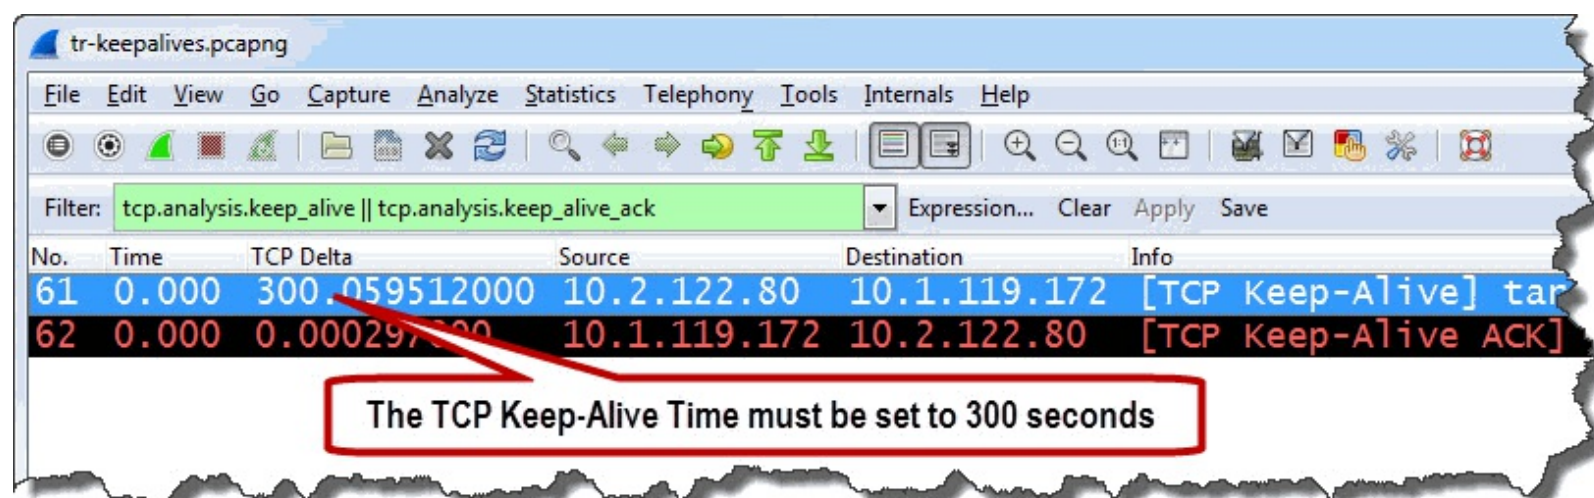 tr-keepalives.pcapng
File Edit View Go Capture Analyze Statistics Telephony Tools Internals Help
Filter: tcp.analysis.keep_alive || tcp.analysis.keep_alive_ack Expression... Clear Apply Save
No. Time TCP Delta Source Destination Info
61 0.000 300.059512000 10.2.122.80 10.1.119.172 [TCP Keep-Alive] tar
62 0.000 10.1.119.172 10.2.122.80 [TCP Keep-Alive ACK]
The TCP Keep-Alive Time must be set to 300 seconds